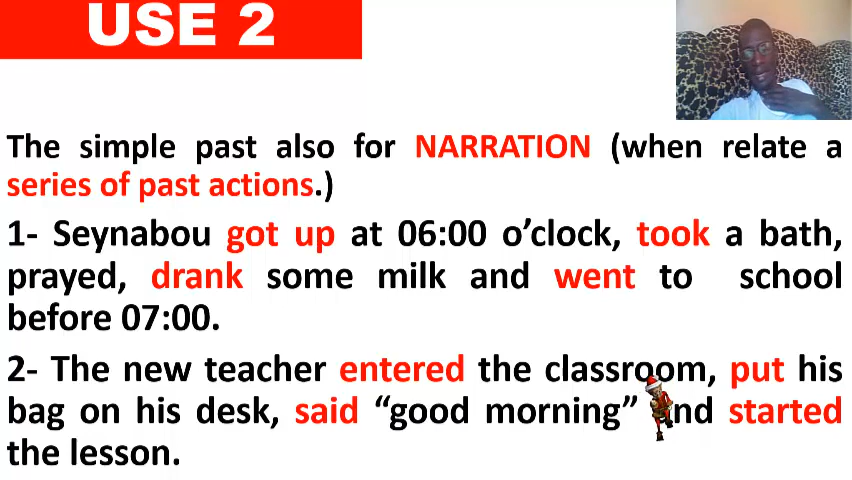 USE 2
The simple past also for NARRATION (when relate a
series of past actions.)
1- Seynabou got up at 06:00 o’clock, took a bath,
prayed, drank some milk and went to school
before 07:00.
2- The new teacher entered the classroom, put his
bag on his desk, said “good morning” and started
the lesson.